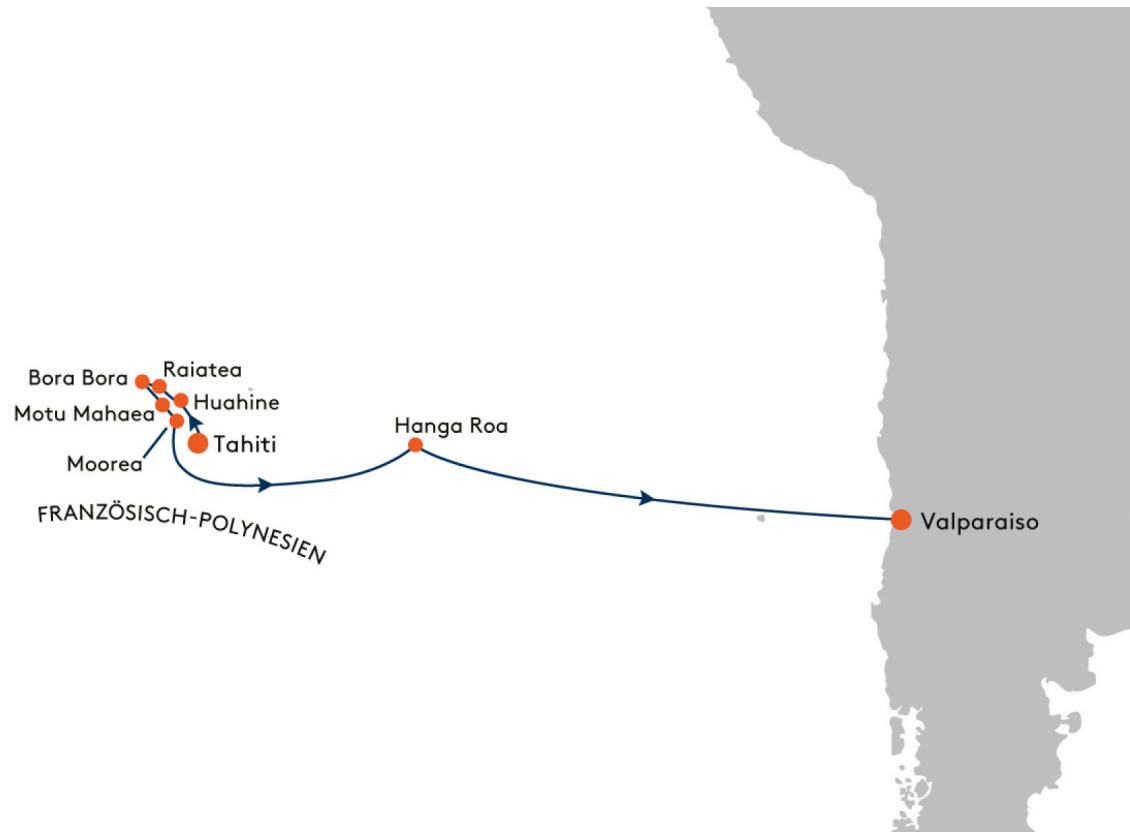 Raiatea
Bora Bora
Huahine
Motu Mahaea
Hanga Roa
Tahiti
Moorea
FRANZÖSISCH-POLYNESIEN
Valparaiso